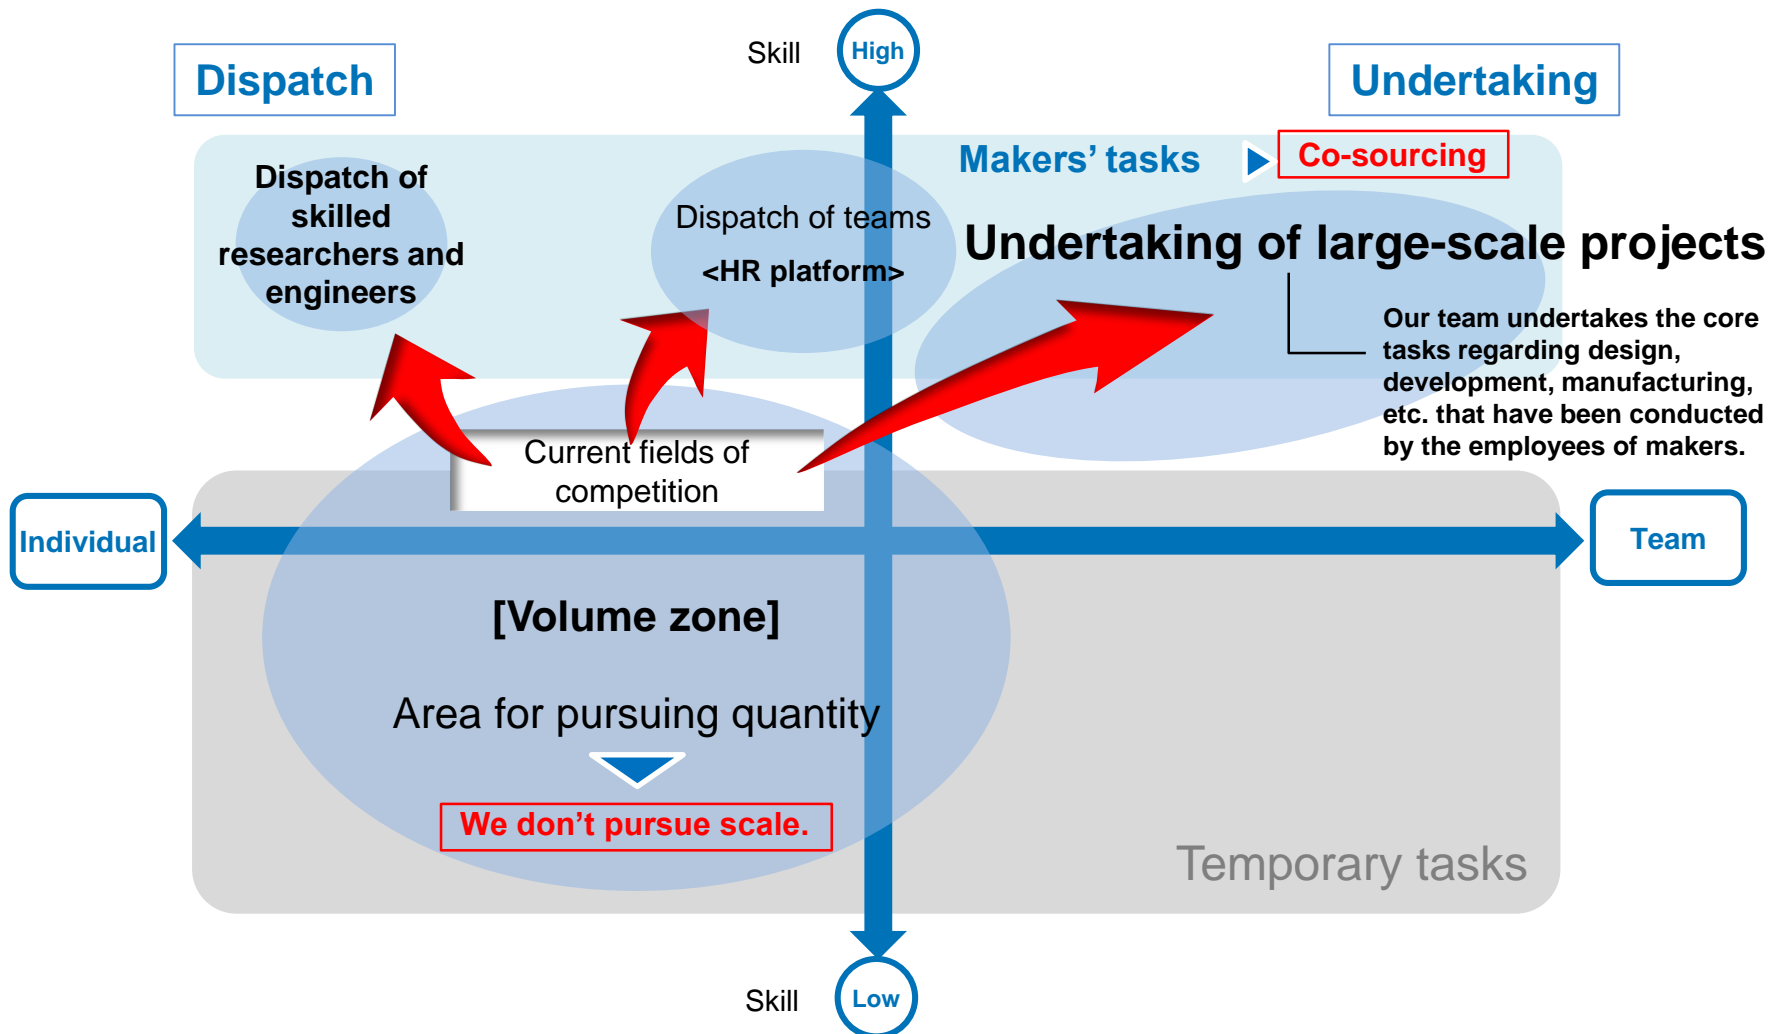 Skill
High
Dispatch
Undertaking
Makers’ tasks
Co-sourcing
Dispatch of
skilled
researchers and
engineers
Dispatch of teams
<HR platform>
Undertaking of large-scale projects
Our team undertakes the core
tasks regarding design,
development, manufacturing,
etc. that have been conducted
by the employees of makers.
Current fields of
competition
Individual
Team
[Volume zone]
Area for pursuing quantity
We don’t pursue scale.
Temporary tasks
Skill
Low